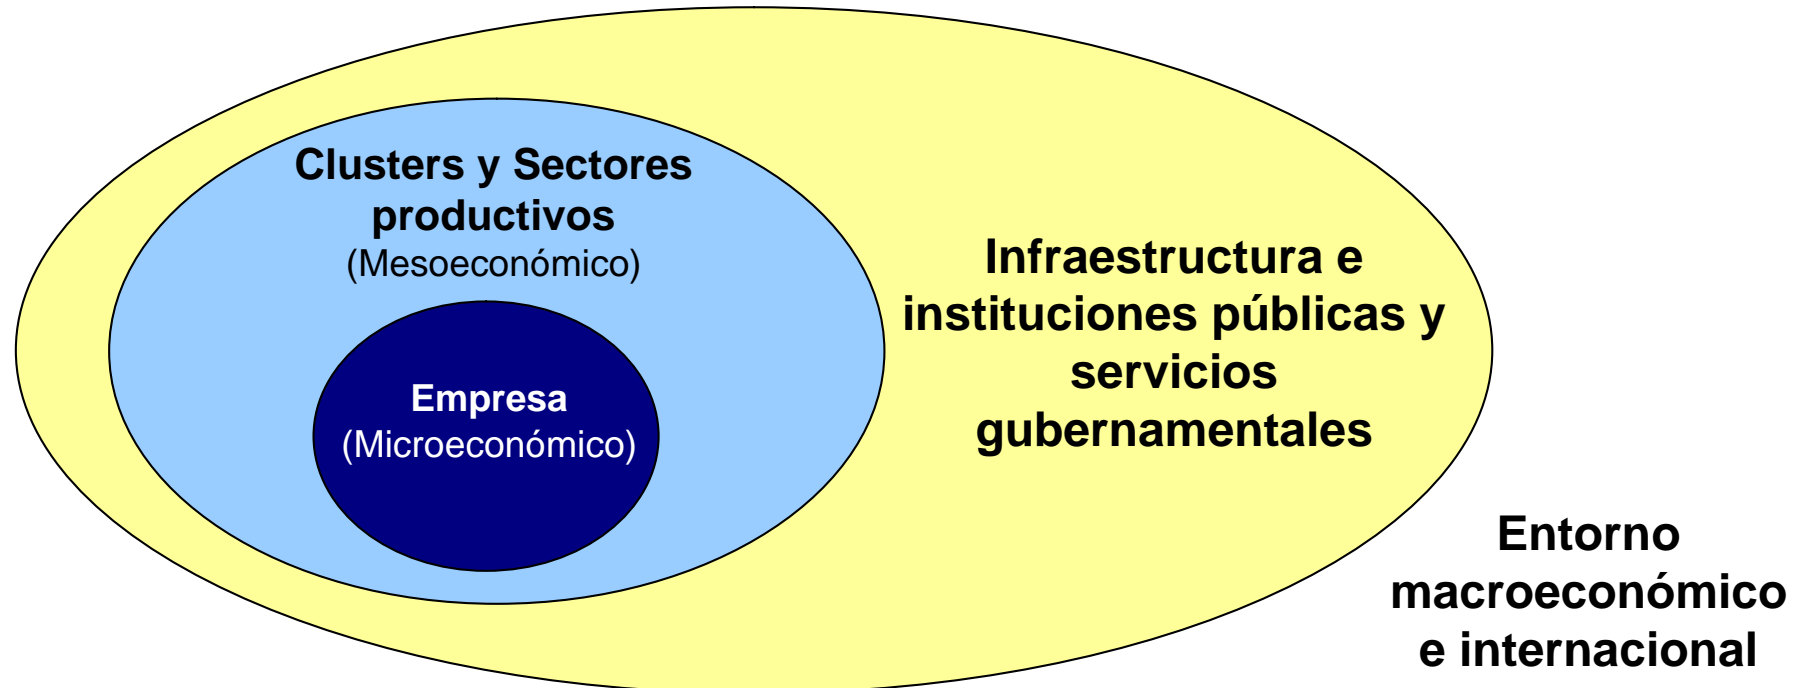 Clusters y Sectores
productivos
(Mesoeconómico)
Empresa
(Microeconómico)
Infraestructura e
instituciones públicas y
servicios
gubernamentales
Entorno
macroeconómico
e internacional